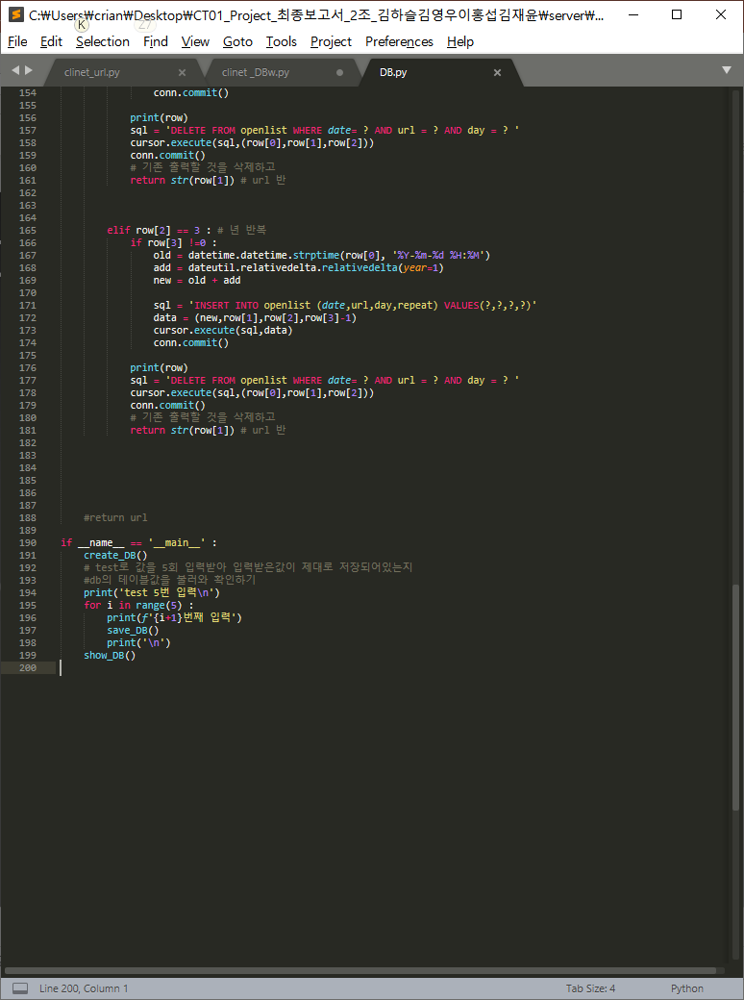 C:₩Users₩crian₩Desktop₩CT01_Project_최종보고서_2조_김하슬김영우이홍섭김재윤₩server₩...
File Edit Selection Find View Goto Tools Project Preferences Help
K
clinet_url.py
clinet _DBw.py
DB.py
154 conn.commit()
155
156 print(row)
157 sql = 'DELETE FROM openlist WHERE date= ? AND url = ? AND day = ? '
158 cursor.execute(sql,(row[0],row[1],row[2]))
159 conn.commit()
160 # 기존 출력할 것을 삭제하고
161 return str(row[1]) # url 반
162
163
164
165 elif row[2] == 3 : # 년 반복
166 if row[3] !=0 :
167 old = datetime.datetime.strptime(row[0], '%Y-%m-%d %H:%M')
168 add = dateutil.relativedelta.relativedelta(year=1)
169 new = old + add
170
171 sql = 'INSERT INTO openlist (date,url,day,repeat) VALUES(?,?,?,?)'
172 data = (new,row[1],row[2],row[3]-1)
173 cursor.execute(sql,data)
174 conn.commit()
175
176 print(row)
177 sql = 'DELETE FROM openlist WHERE date= ? AND url = ? AND day = ? '
178 cursor.execute(sql,(row[0],row[1],row[2]))
179 conn.commit()
180 # 기존 출력할 것을 삭제하고
181 return str(row[1]) # url 반
182
183
184
185
186
187
188 #return url
189
190 if __name__ == '__main__' :
191 create_DB()
192 # test로 값을 5회 입력받아 입력받은값이 제대로 저장되어있는지
193 #db의 테이블값을 불러와 확인하기
194 print('test 5번 입력\n')
195 for i in range(5) :
196 print(f'{i+1}번째 입력')
197 save_DB()
198 print('\n')
199 show_DB()
200
Line 200, Column 1
Tab Size: 4
Python